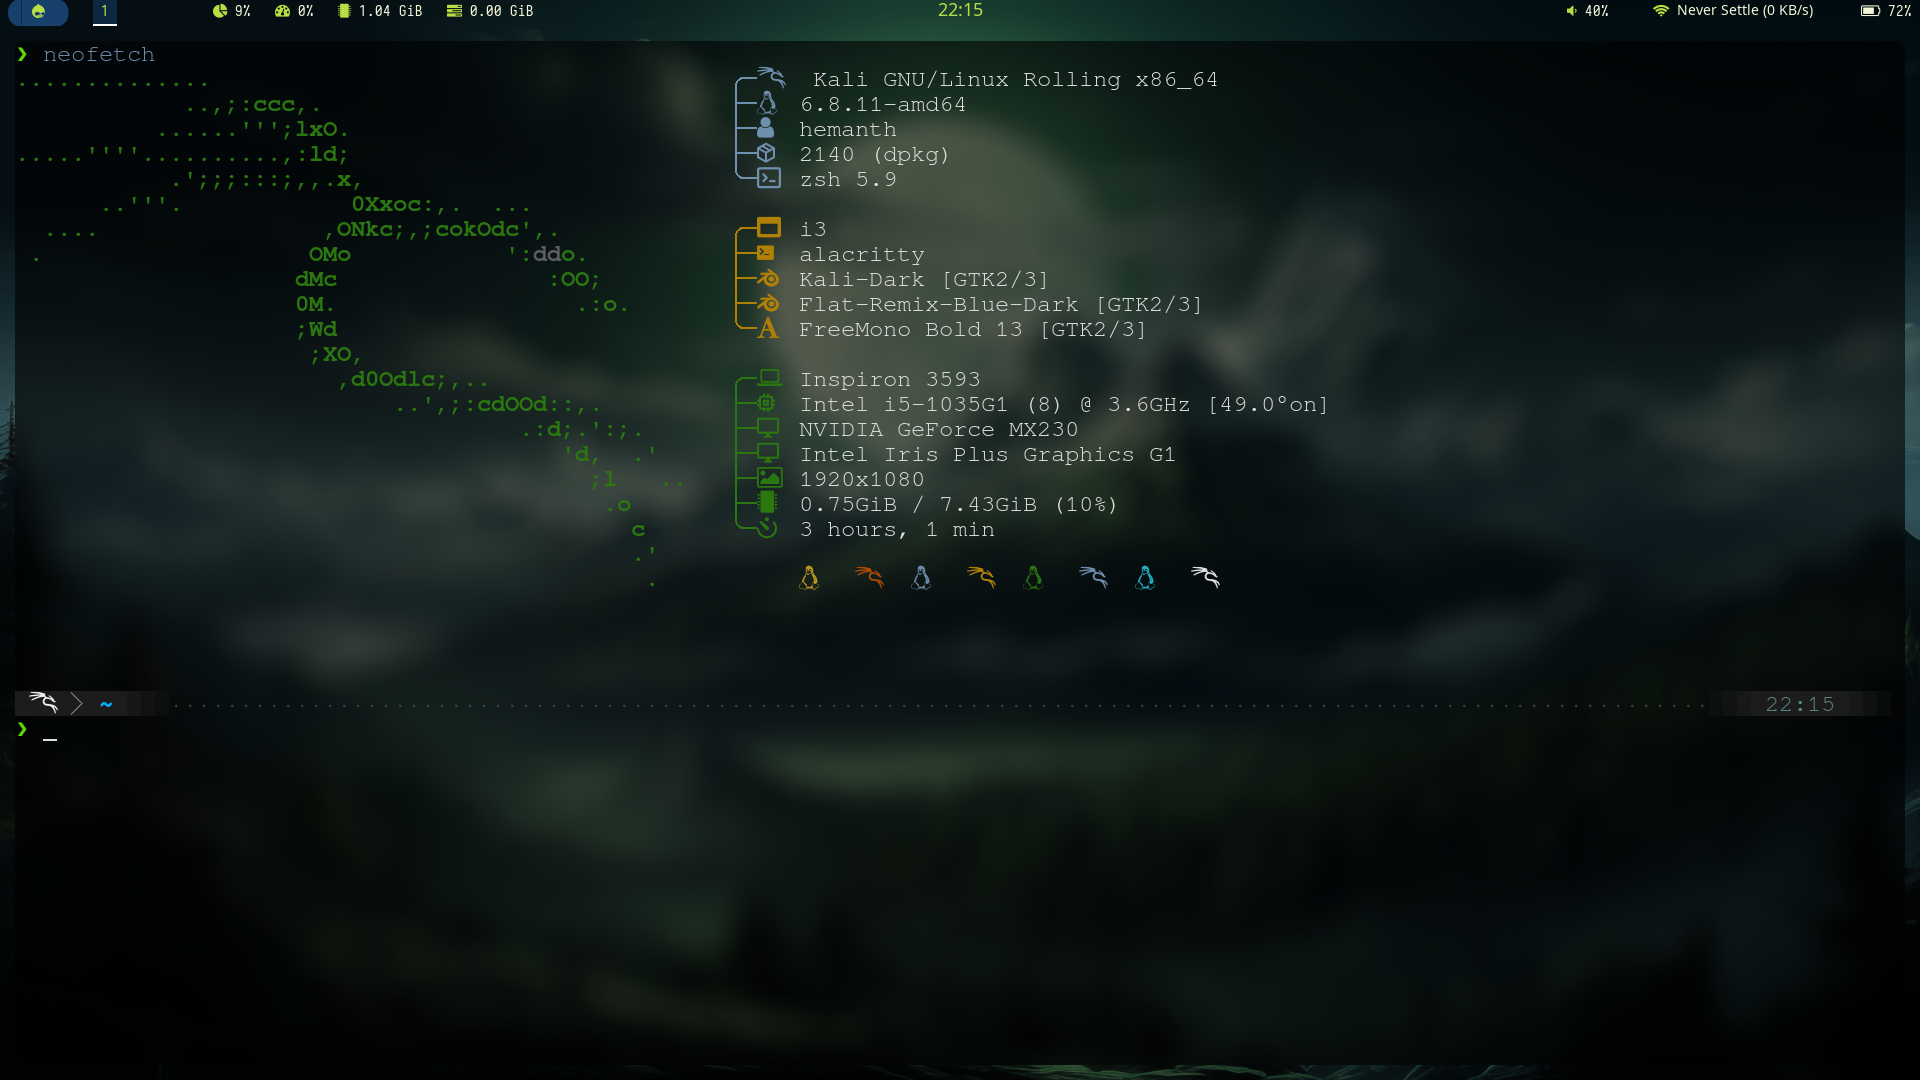 1 9% 0% 1.04 GiB 0.00 GiB 22:15 40% Never Settle (0 KB/s) 72%
❯ neofetch
..............
..,;:ccc,.
......''';lxO.
.....''''..........,:ld;
.';;;:::;,,.x,
..'''. 0Xxoc:,. ...
.... ,ONkc;,;cokOdc',.
. OMo ':ddo.
dMc :OO;
0M. .:o.
;Wd
;XO,
,d0Odlc;,..
..',;:cdOOd::,.
.:d;.':;.
'd, .'
;l ..
.o
c
.'
.
Kali GNU/Linux Rolling x86_64
6.8.11-amd64
hemanth
2140 (dpkg)
zsh 5.9
i3
alacritty
Kali-Dark [GTK2/3]
Flat-Remix-Blue-Dark [GTK2/3]
FreeMono Bold 13 [GTK2/3]
Inspiron 3593
Intel i5-1035G1 (8) @ 3.6GHz [49.0°on]
NVIDIA GeForce MX230
Intel Iris Plus Graphics G1
1920x1080
0.75GiB / 7.43GiB (10%)
3 hours, 1 min
~ 22:15
❯ _